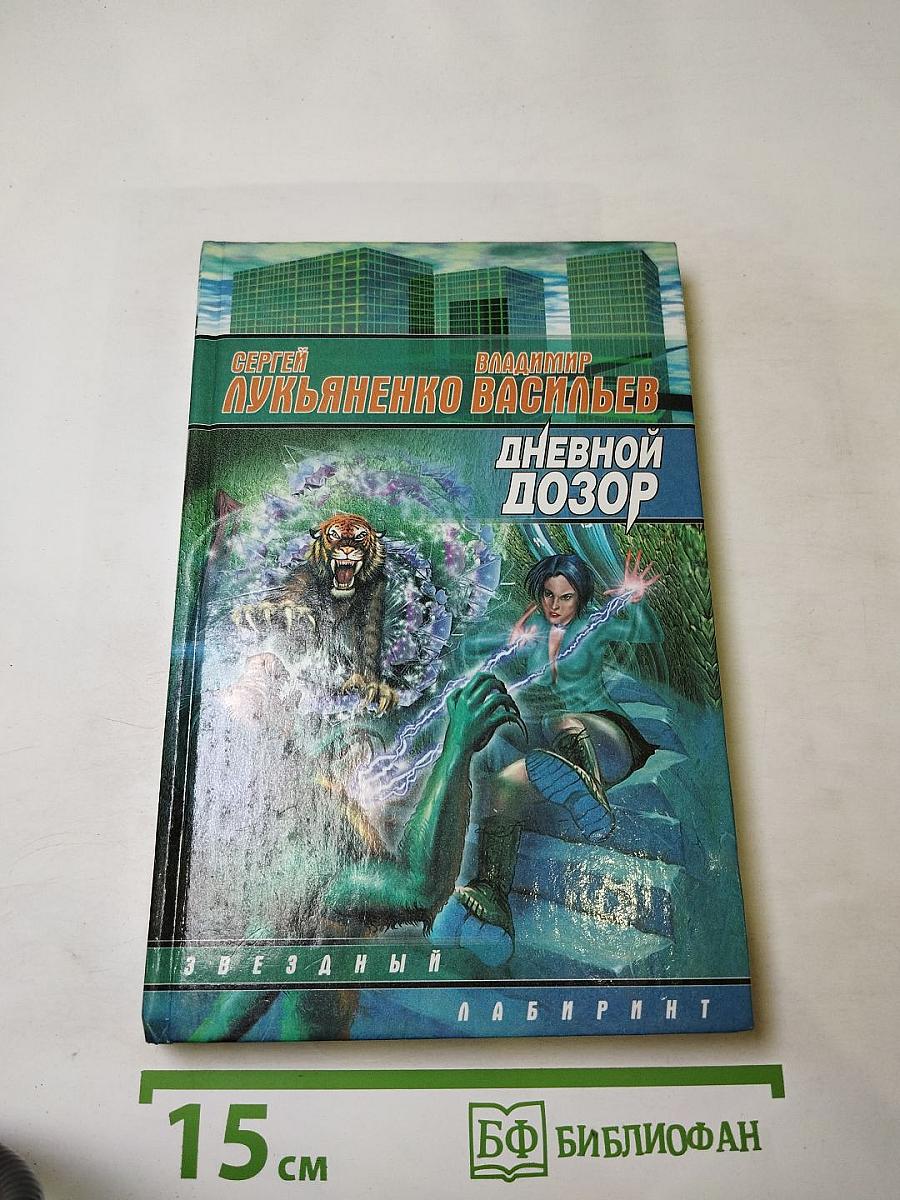 СЕРГЕЙ ВЛАДИМИР
ЛУКЬЯНЕНКО ВАСИЛЬЕВ
ДНЕВНОЙ
ДОЗОР
ЗВЕЗДНЫЙ
ЛАБИРИНТ
15 см
БФ БИБЛИОФАН